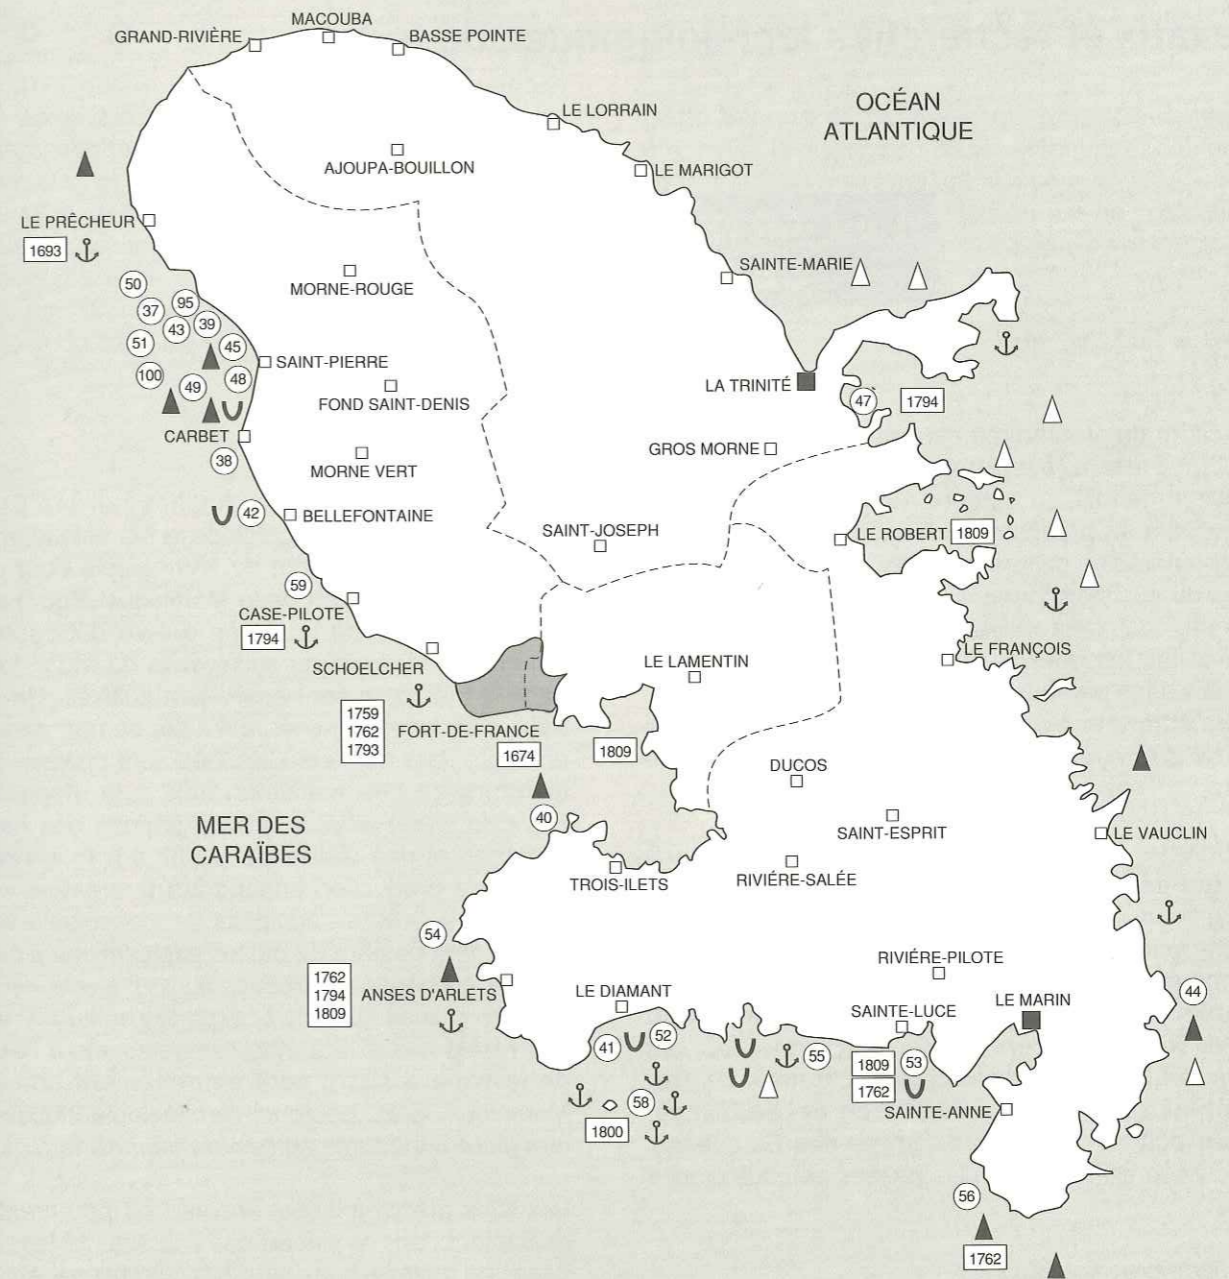 MACOUBA
GRAND-RIVIÈRE
BASSE POINTE
OCÉAN
ATLANTIQUE
LE LORRAIN
AJOUPA-BOUILLON
LE MARIGOT
LE PRÊCHEUR
1693
SAINTE-MARIE
MORNE-ROUGE
50
37
95
43
39
51
45
100
49
48
SAINT-PIERRE
FOND SAINT-DENIS
LA TRINITÉ
47
1794
CARBET
38
MORNE VERT
GROS MORNE
42
BELLEFONTAINE
SAINT-JOSEPH
LE ROBERT
1809
59
CASE-PILOTE
1794
SCHOELCHER
LE LAMENTIN
LE FRANÇOIS
1759
1762
1793
FORT-DE-FRANCE
1674
1809
DUCOS
40
MER DES
CARAÏBES
SAINT-ESPRIT
LE VAUCLIN
TROIS-ILETS
RIVIÉRE-SALÉE
54
1762
1794
1809
ANSES D'ARLETS
RIVIÉRE-PILOTE
LE DIAMANT
SAINTE-LUCE
LE MARIN
44
41
52
55
1809
53
1762
58
1800
SAINTE-ANNE
56
1762